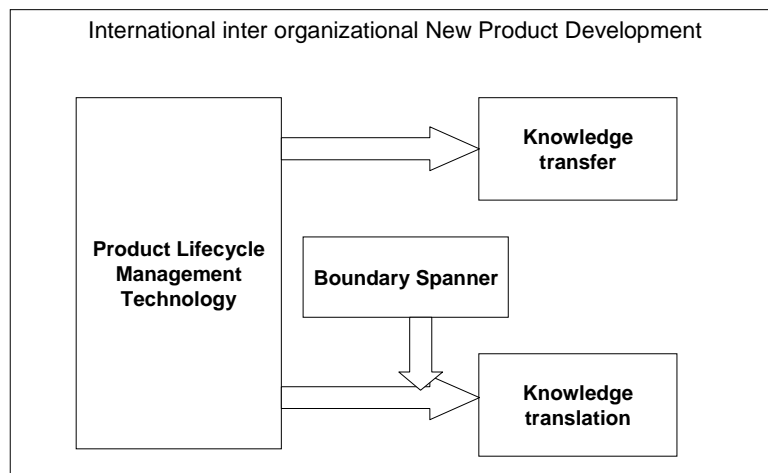 International inter organizational New Product Development
Knowledge
transfer
Product Lifecycle
Management
Technology
Boundary Spanner
Knowledge
translation